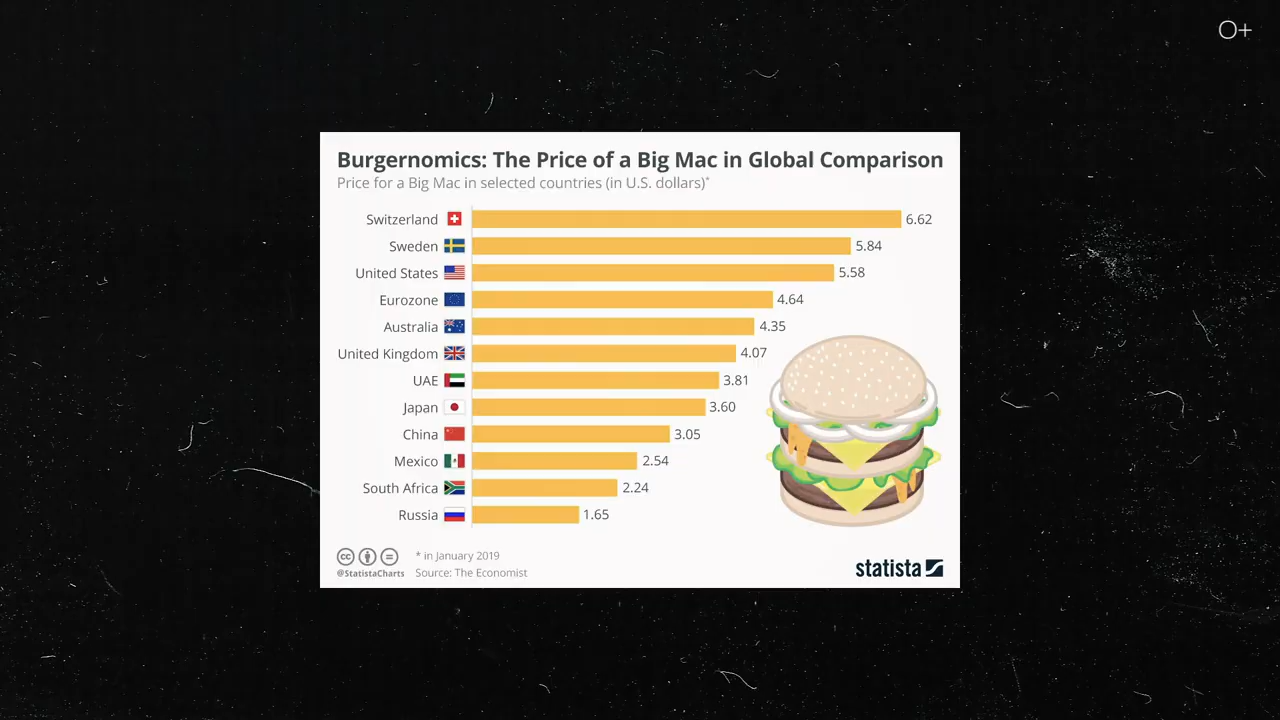 O+
Burgernomics: The Price of a Big Mac in Global Comparison
Price for a Big Mac in selected countries (in U.S. dollars)*
Switzerland 6.62
Sweden 5.84
United States 5.58
Eurozone 4.64
Australia 4.35
United Kingdom 4.07
UAE 3.81
Japan 3.60
China 3.05
Mexico 2.54
South Africa 2.24
Russia 1.65
cc
@StatistaCharts
* in January 2019
Source: The Economist
statista